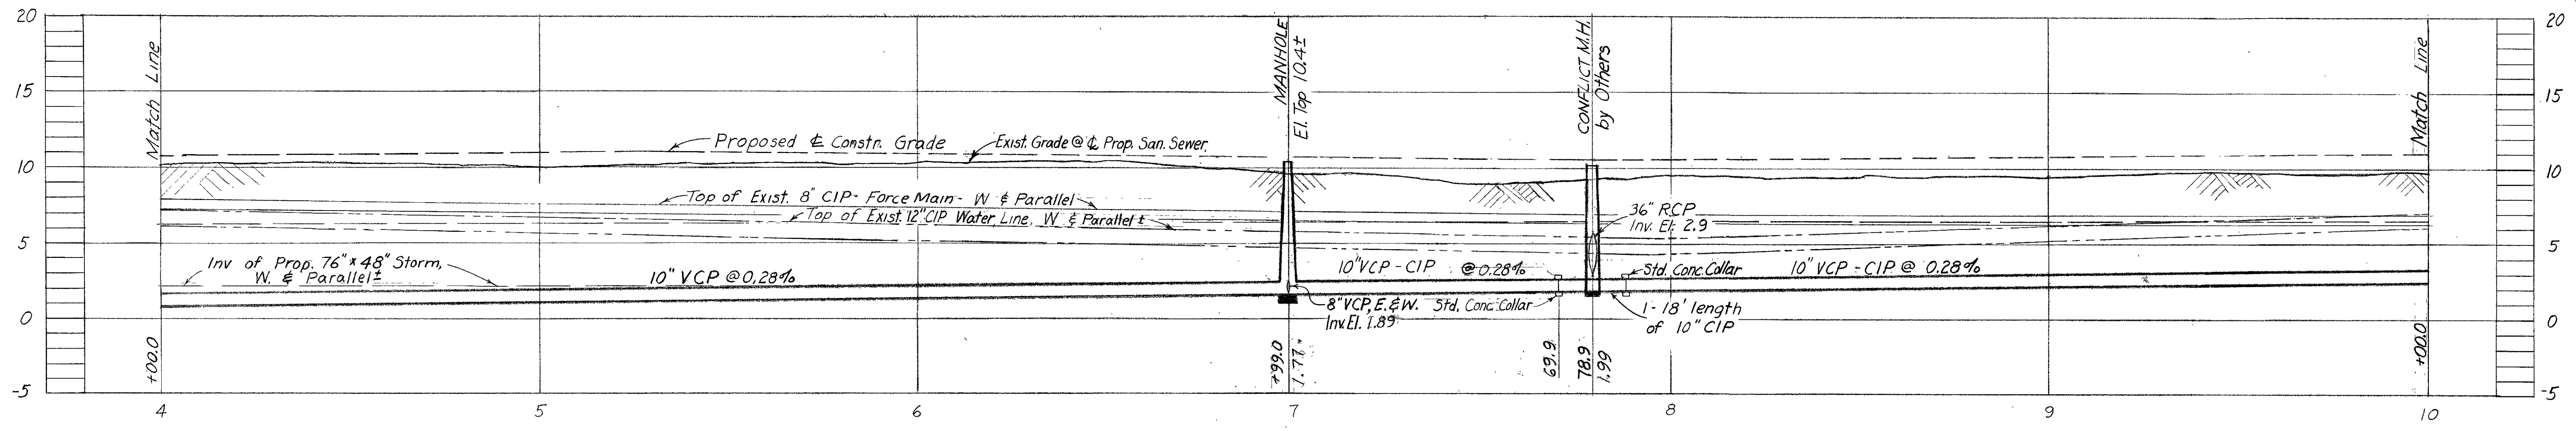 20
15
10
5
0
-5
20
15
10
5
0
-5
Match Line
MANHOLE
El. Top 10.4±
CONFLICT M.H.
by Others
Match Line
Proposed ℄ Constr. Grade
Exist. Grade @ ℄ Prop. San. Sewer
Top of Exist. 8" CIP - Force Main - W & Parallel
Top of Exist. 12" CIP Water Line, W & Parallel ±
36" RCP
Inv. El. 2.9
Inv of Prop. 76" x 48" Storm,
W. & Parallel±
10" VCP @ 0.28%
10" VCP - CIP @ 0.28%
Std. Conc. Collar
10" VCP - CIP @ 0.28%
8" VCP, E. & W.
Inv. El. 1.89
Std. Conc. Collar
1 - 18' length
of 10" CIP
+00.0
+99.0
1.77
69.9
78.9
1.99
+00.0
4 5 6 7 8 9 10